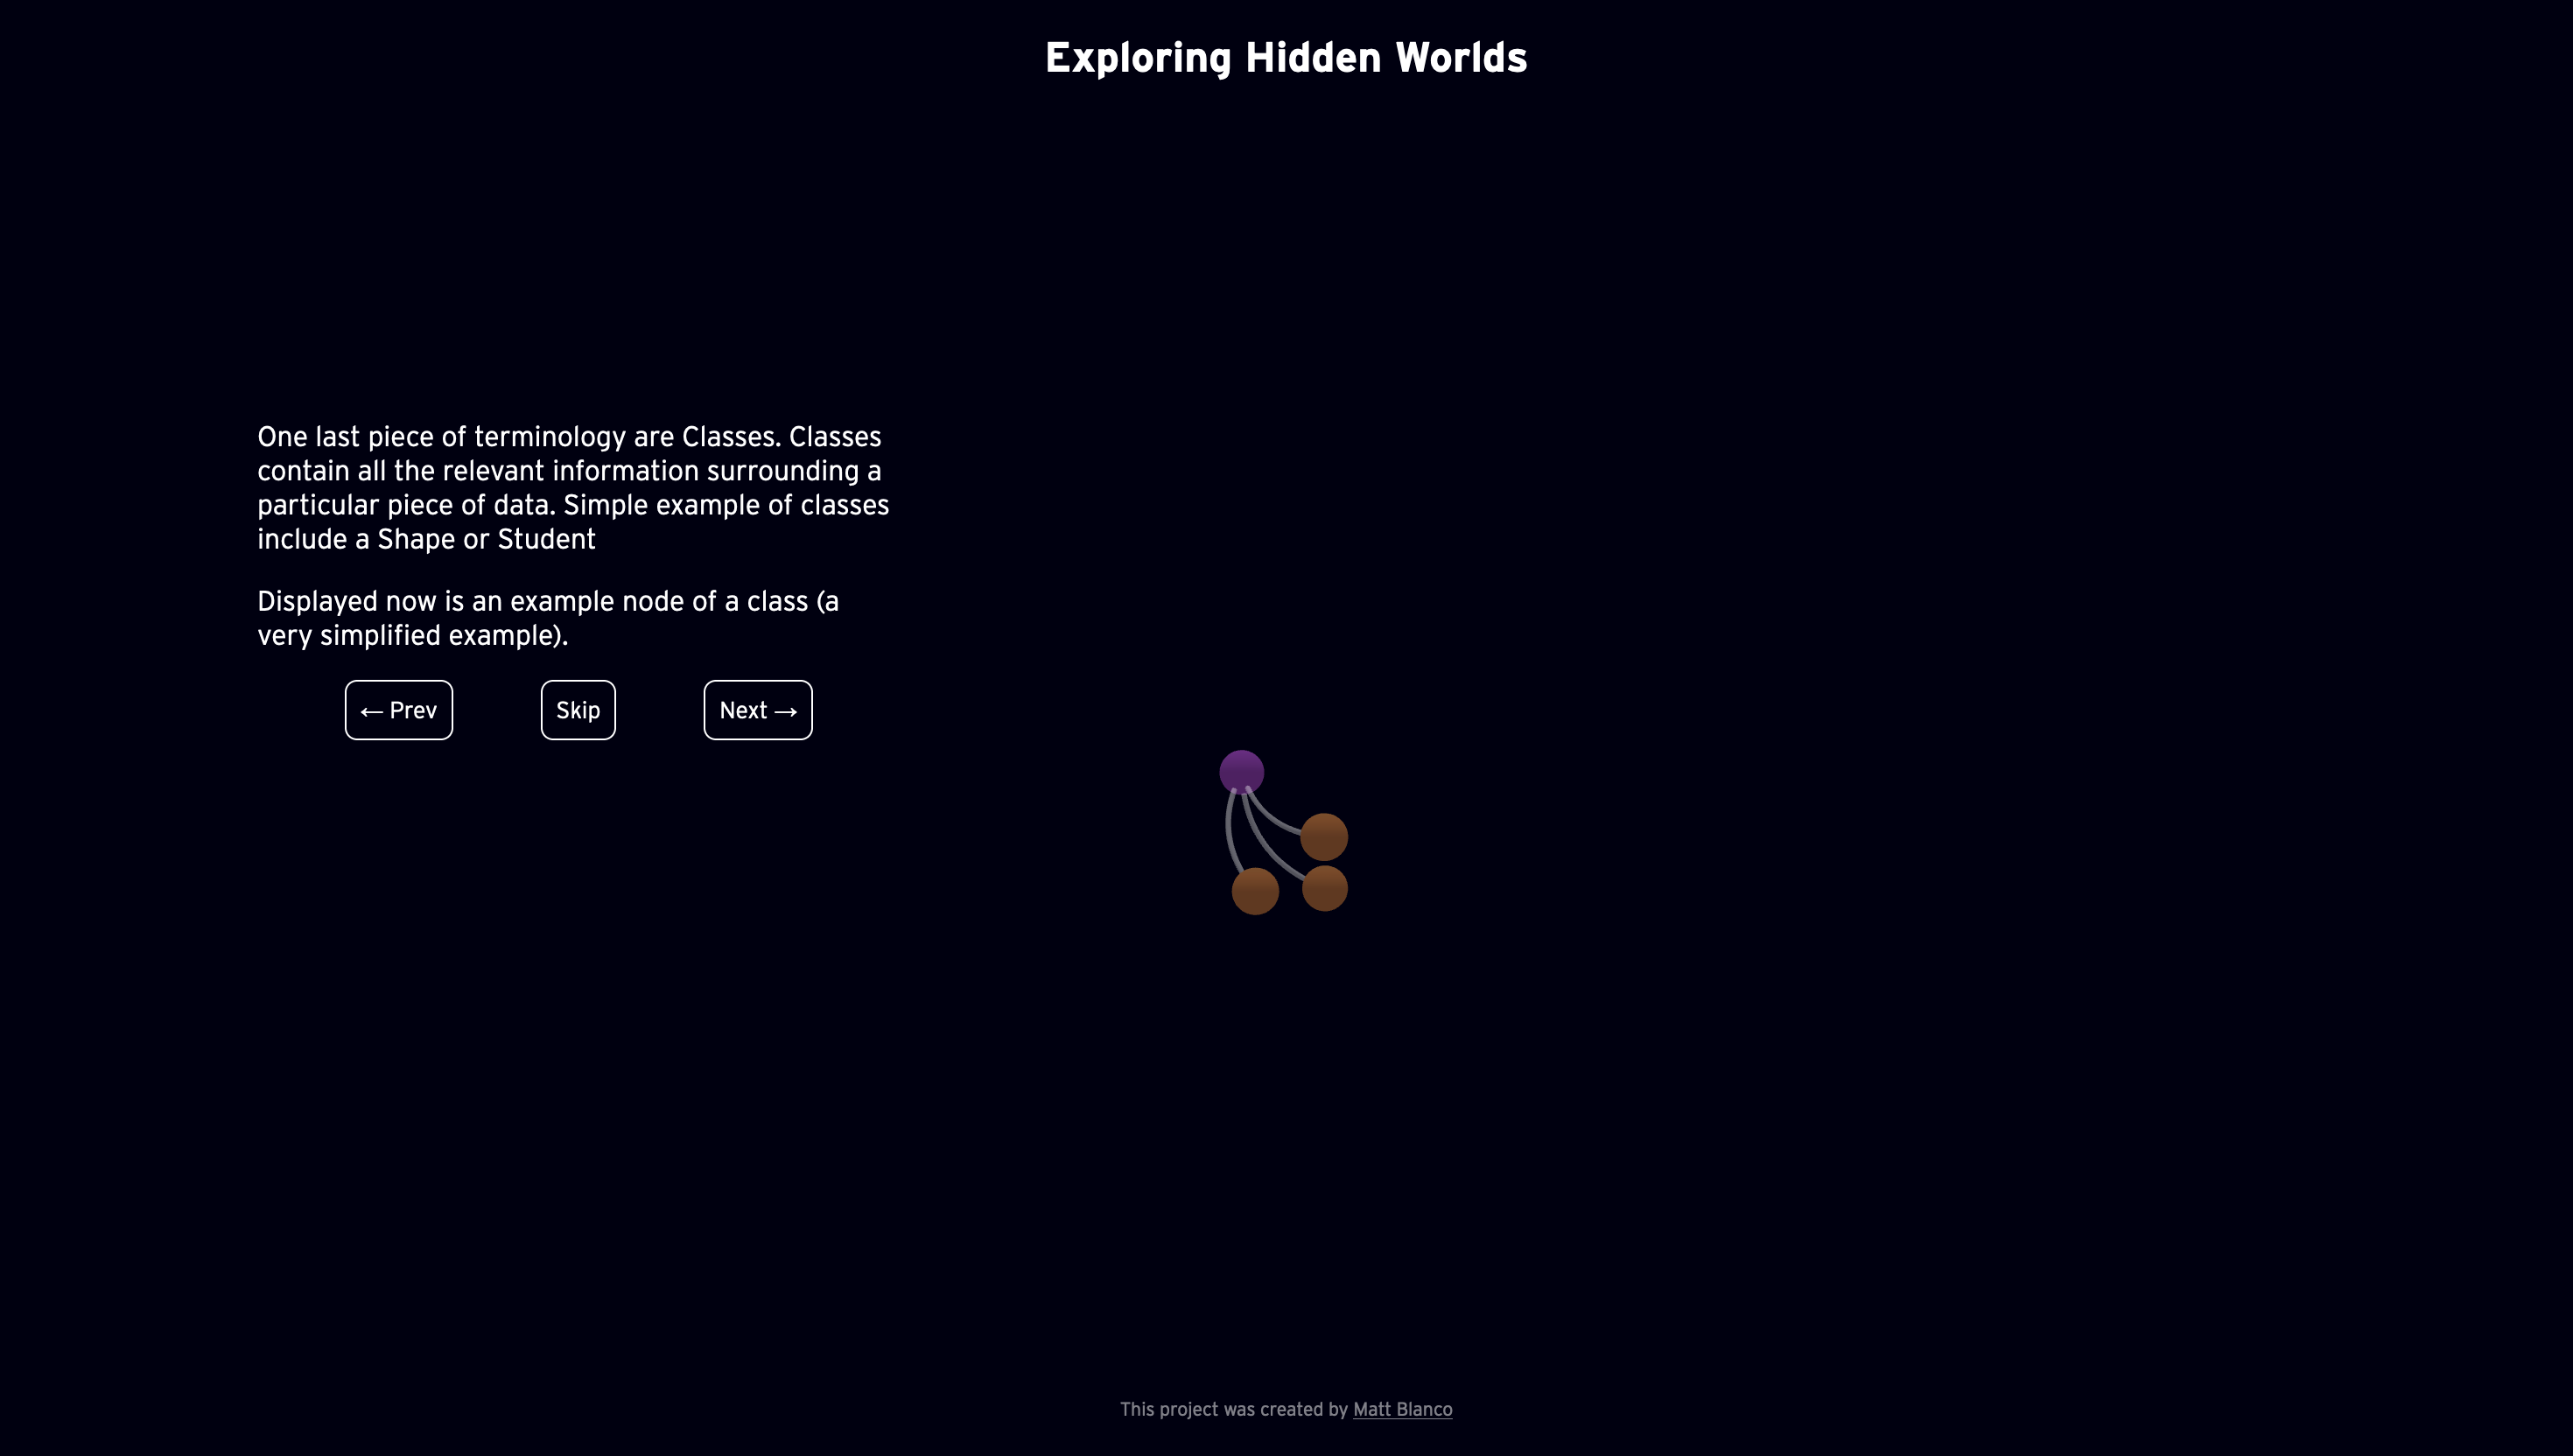 Exploring Hidden Worlds
One last piece of terminology are Classes. Classes
contain all the relevant information surrounding a
particular piece of data. Simple example of classes
include a Shape or Student
Displayed now is an example node of a class (a
very simplified example).
← Prev
Skip
Next →
This project was created by Matt Blanco